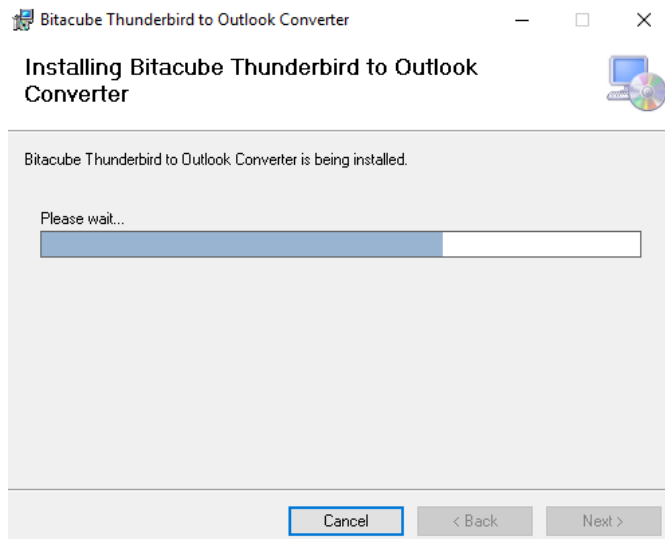 Bitacube Thunderbird to Outlook Converter
Installing Bitacube Thunderbird to Outlook
Converter
Bitacube Thunderbird to Outlook Converter is being installed.
Please wait...
Cancel
< Back
Next >